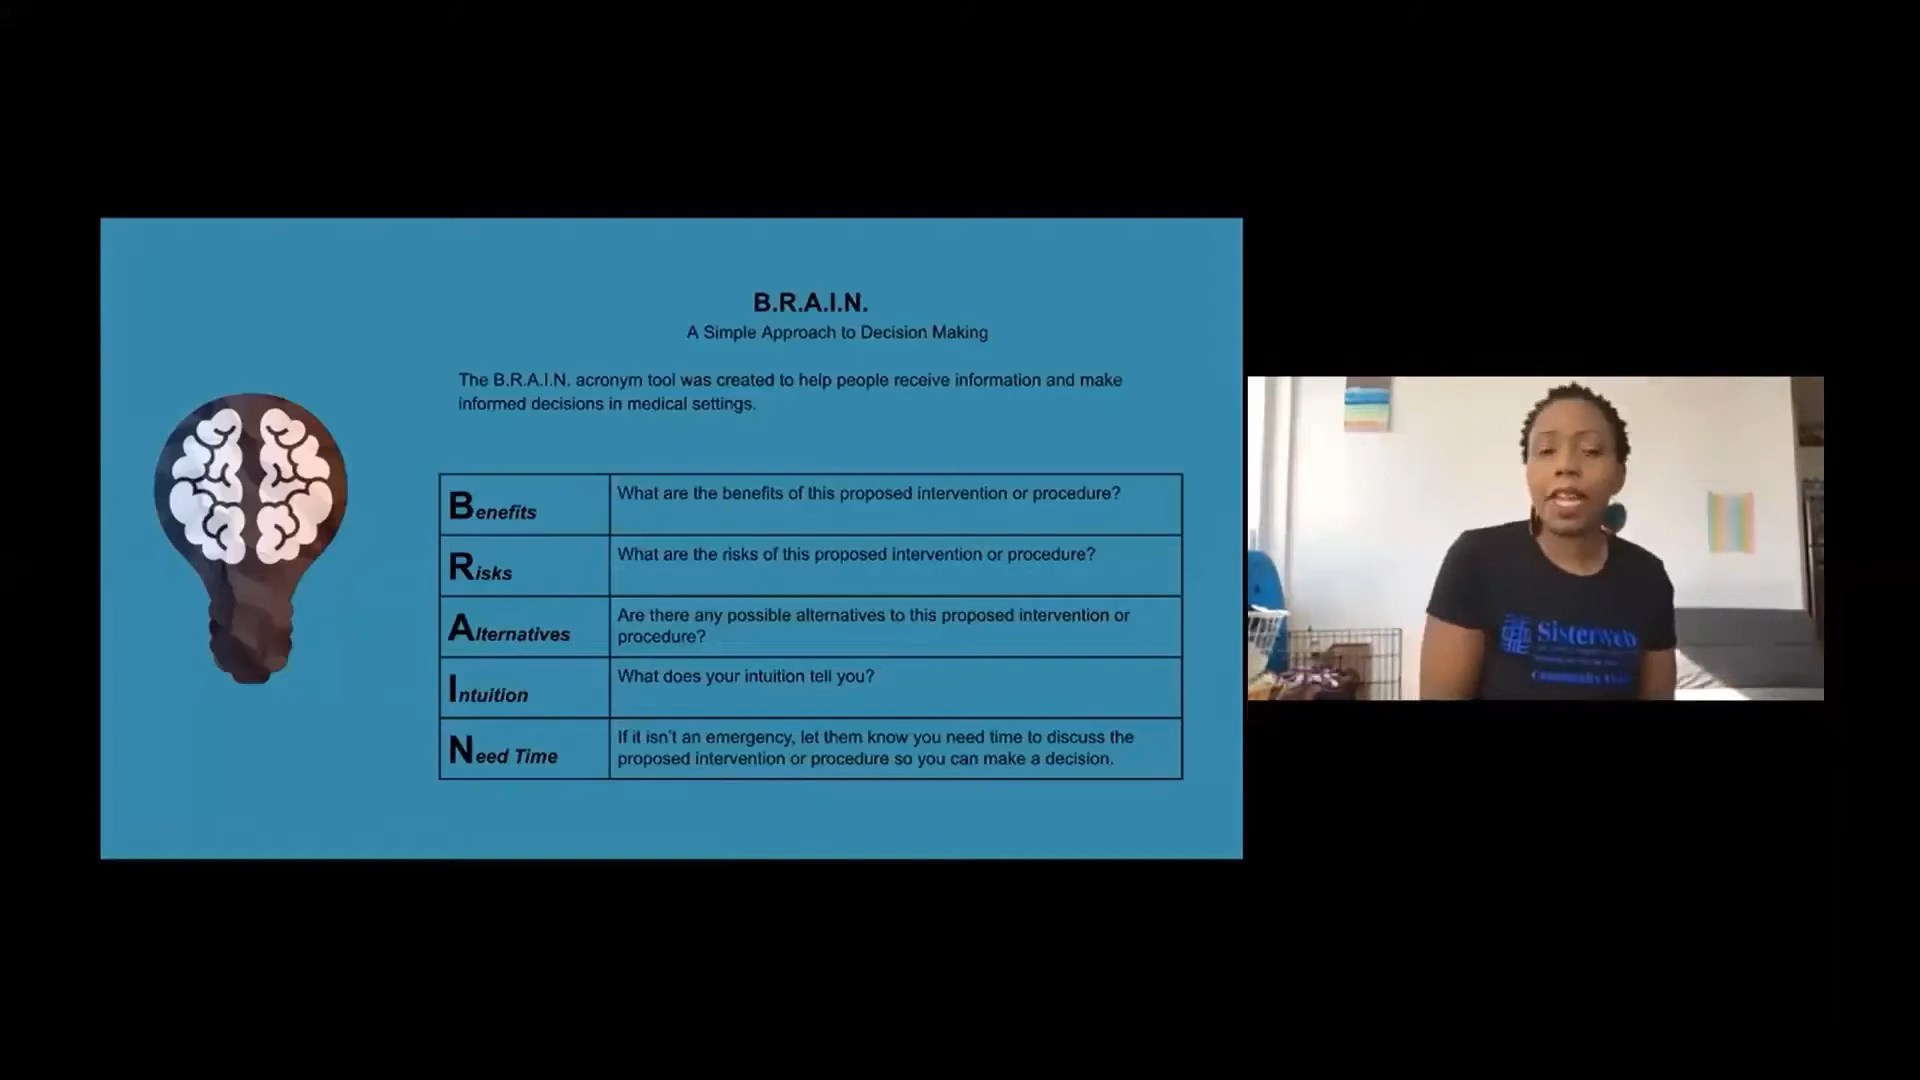 B.R.A.I.N.
A Simple Approach to Decision Making
The B.R.A.I.N. acronym tool was created to help people receive information and make
informed decisions in medical settings.
Benefits
What are the benefits of this proposed intervention or procedure?
Risks
What are the risks of this proposed intervention or procedure?
Alternatives
Are there any possible alternatives to this proposed intervention or
procedure?
Intuition
What does your intuition tell you?
Need Time
If it isn't an emergency, let them know you need time to discuss the
proposed intervention or procedure so you can make a decision.
Sisterweb
Community